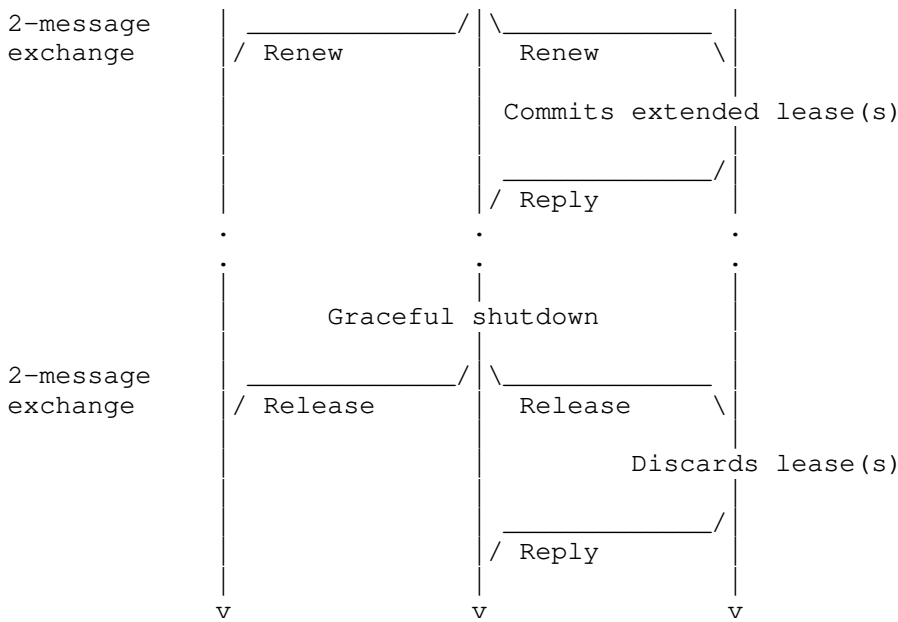 2-message
exchange
Renew Renew
Commits extended lease(s)
Reply
Graceful shutdown
2-message
exchange
Release Release
Discards lease(s)
Reply
v v v